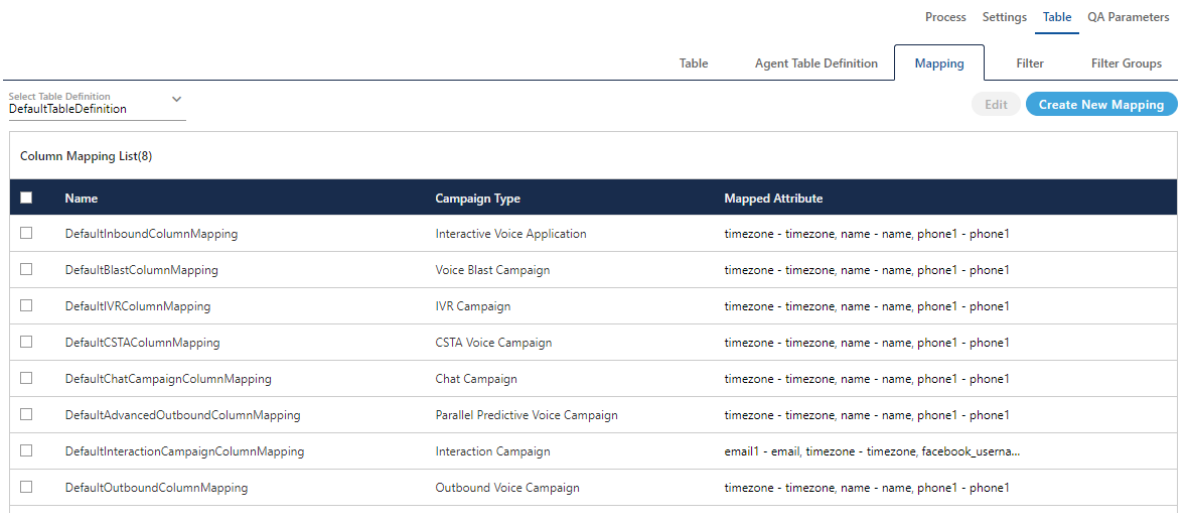 Process Settings Table QA Parameters
Table Agent Table Definition Mapping Filter Filter Groups
Select Table Definition
DefaultTableDefinition
Edit Create New Mapping
Column Mapping List(8)
Name Campaign Type Mapped Attribute
DefaultInboundColumnMapping Interactive Voice Application timezone - timezone, name - name, phone1 - phone1
DefaultBlastColumnMapping Voice Blast Campaign timezone - timezone, name - name, phone1 - phone1
DefaultIVRColumnMapping IVR Campaign timezone - timezone, name - name, phone1 - phone1
DefaultCSTAColumnMapping CSTA Voice Campaign timezone - timezone, name - name, phone1 - phone1
DefaultChatCampaignColumnMapping Chat Campaign timezone - timezone, name - name, phone1 - phone1
DefaultAdvancedOutboundColumnMapping Parallel Predictive Voice Campaign timezone - timezone, name - name, phone1 - phone1
DefaultInteractionCampaignColumnMapping Interaction Campaign email1 - email, timezone - timezone, facebook_userna...
DefaultOutboundColumnMapping Outbound Voice Campaign timezone - timezone, name - name, phone1 - phone1